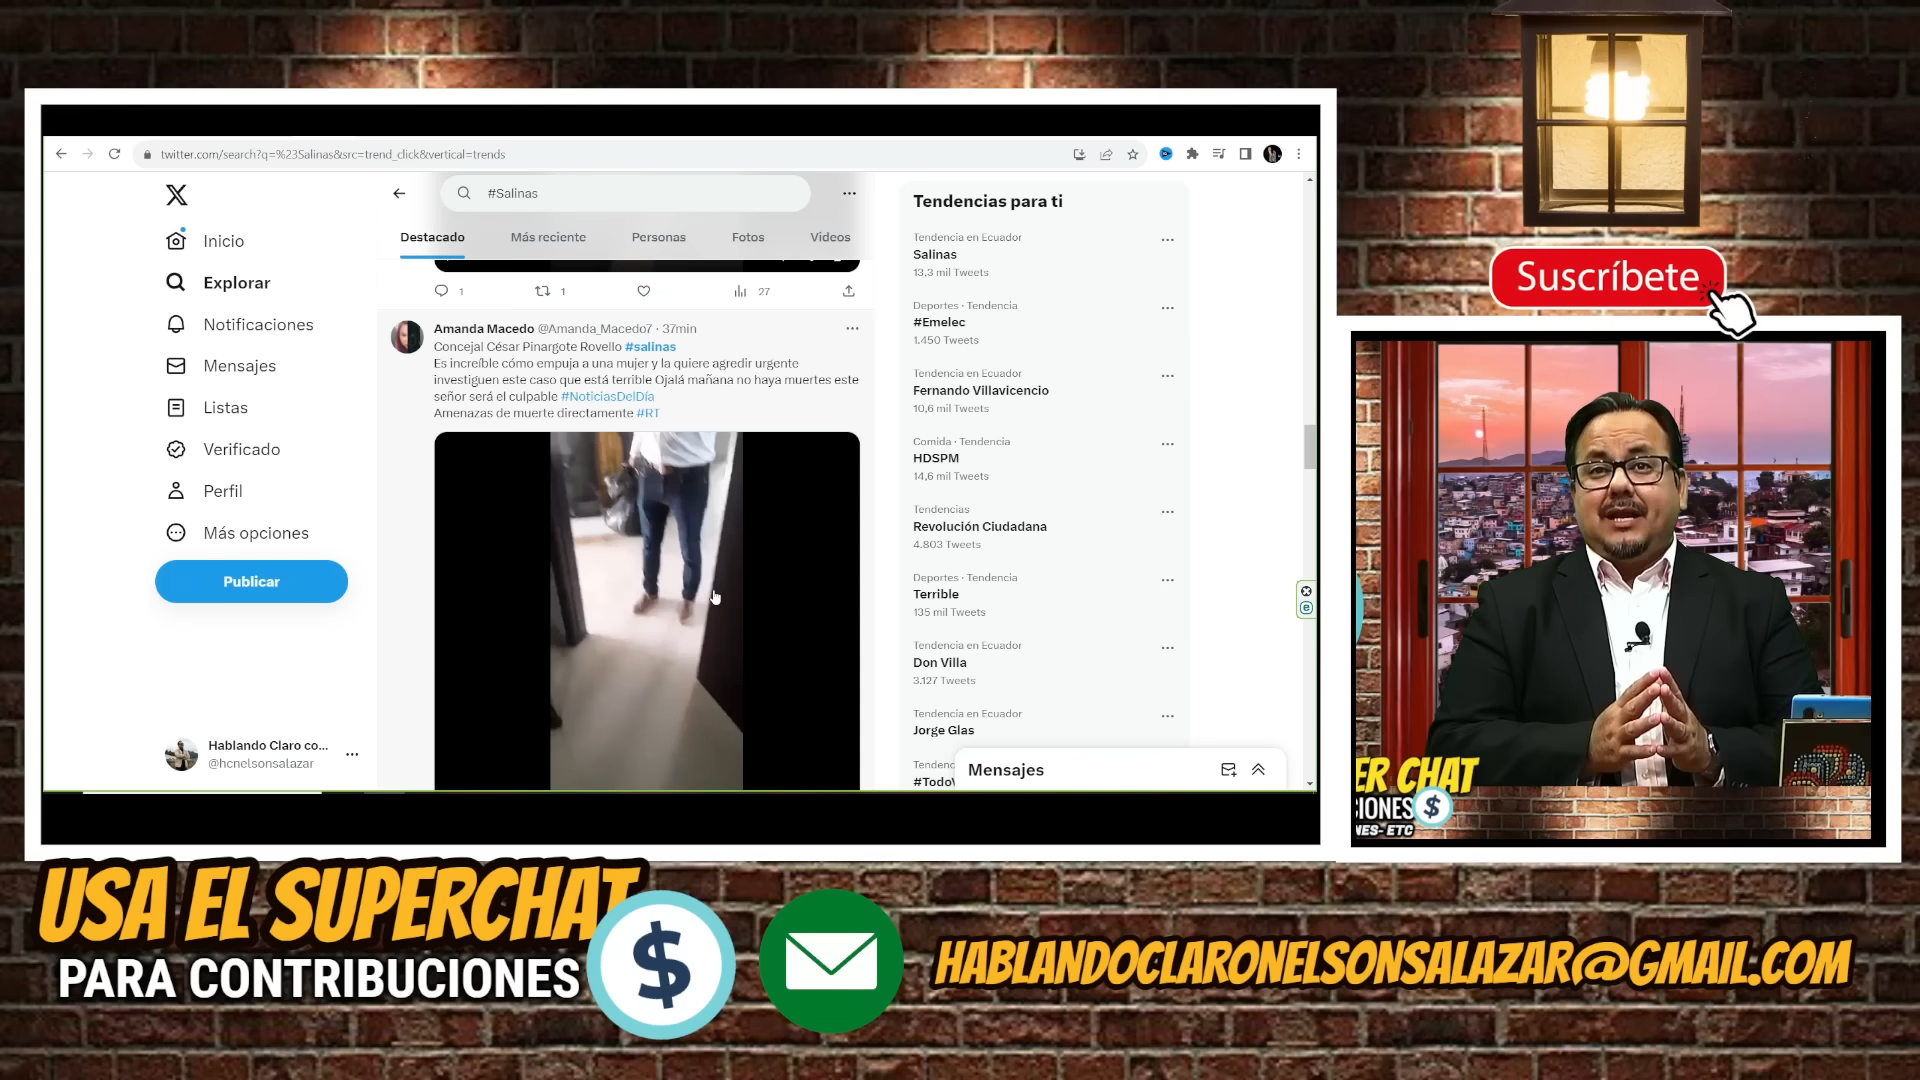 twitter.com/search?q=%23Salinas&src=trend_click&vertical=trends
#Salinas
Destacado
Más reciente
Personas
Fotos
Videos
Inicio
Explorar
Notificaciones
Mensajes
Listas
Verificado
Perfil
Más opciones
Publicar
Hablando Claro co...
@hcnelsonsalazar
1
1
27
Amanda Macedo @Amanda_Macedo7 · 37min
Concejal César Pinargote Rovello #salinas
Es increíble cómo empuja a una mujer y la quiere agredir urgente
investiguen este caso que está terrible Ojalá mañana no haya muertes este
señor será el culpable #NoticiasDelDía
Amenazas de muerte directamente #RT
Tendencias para ti
Tendencia en Ecuador
Salinas
13,3 mil Tweets
Deportes · Tendencia
#Emelec
1.450 Tweets
Tendencia en Ecuador
Fernando Villavicencio
10,6 mil Tweets
Comida · Tendencia
HDSPM
14,6 mil Tweets
Tendencias
Revolución Ciudadana
4.803 Tweets
Deportes · Tendencia
Terrible
135 mil Tweets
Tendencia en Ecuador
Don Villa
3.127 Tweets
Tendencia en Ecuador
Jorge Glas
Tendenc
#TodoV
Mensajes
Suscríbete
ER CHAT
IONES $
NES- ETC
USA EL SUPERCHAT
PARA CONTRIBUCIONES
$
HABLANDOCLARONELSONSALAZAR@GMAIL.COM